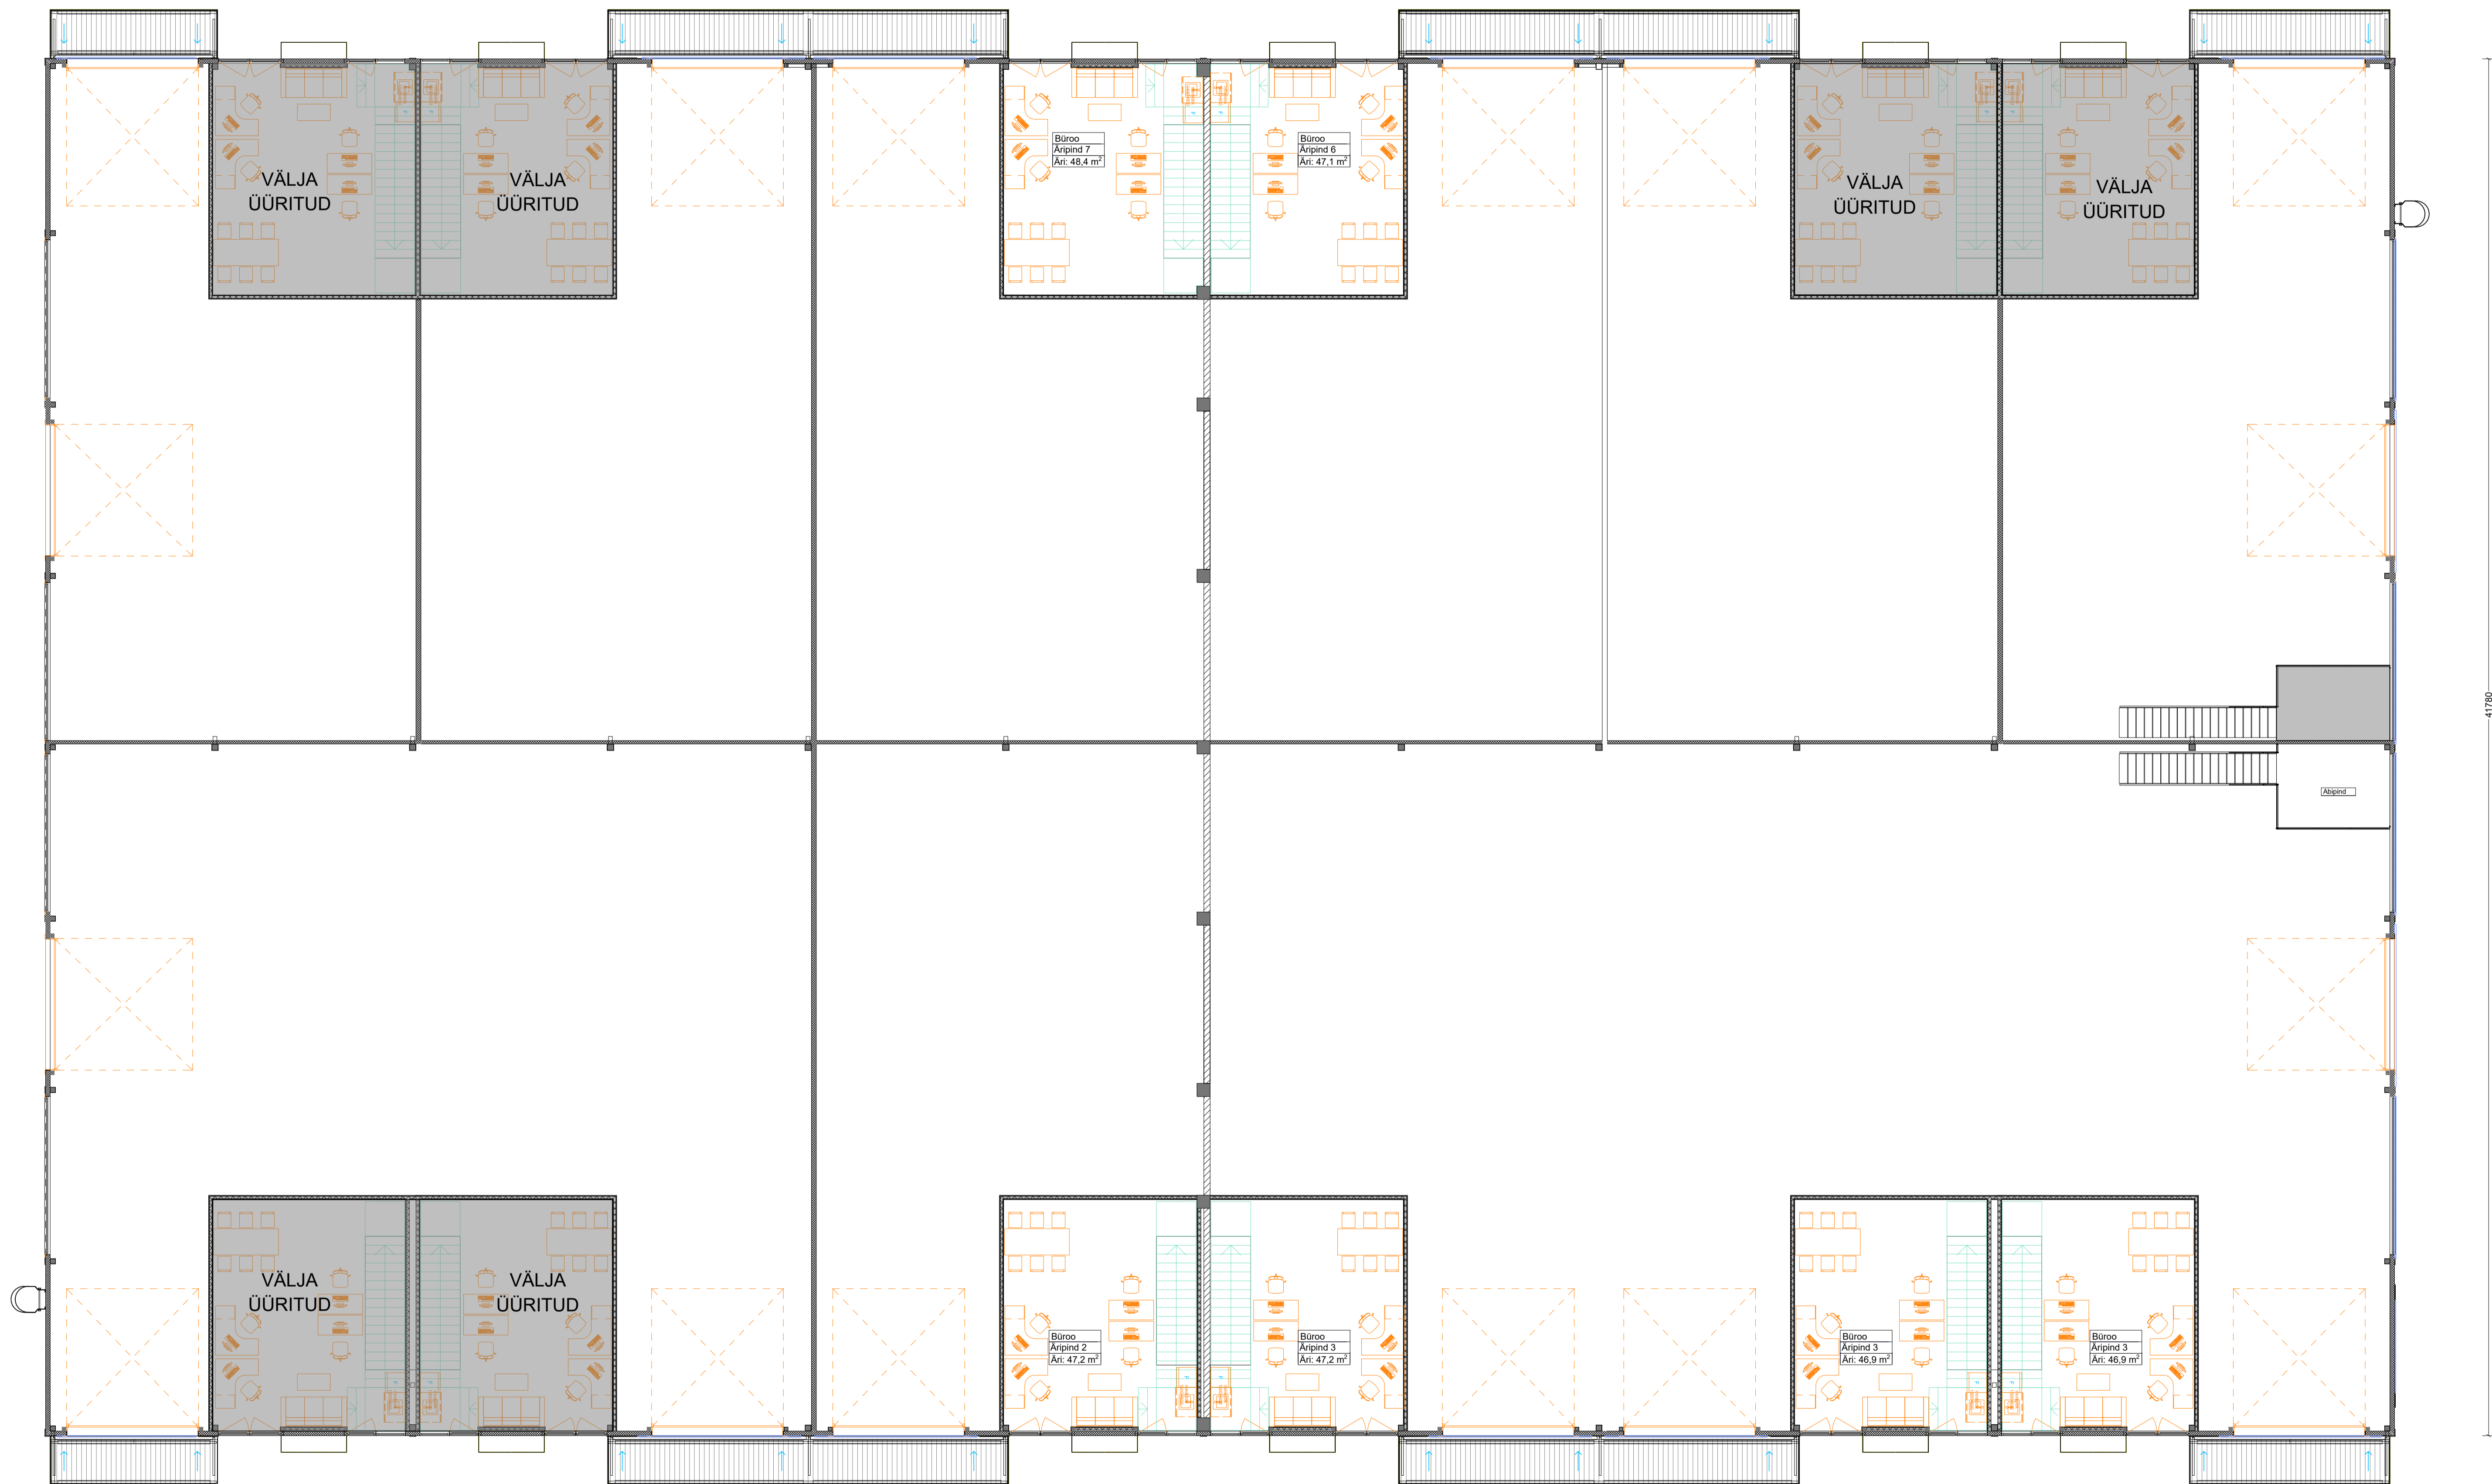 VÄLJA
ÜÜRITUD
VÄLJA
ÜÜRITUD
Büroo
Äripind 7
Äri: 48,4 m²
Büroo
Äripind 6
Äri: 47,1 m²
VÄLJA
ÜÜRITUD
VÄLJA
ÜÜRITUD
41780
Abipind
VÄLJA
ÜÜRITUD
VÄLJA
ÜÜRITUD
Büroo
Äripind 2
Äri: 47,2 m²
Büroo
Äripind 3
Äri: 47,2 m²
Büroo
Äripind 3
Äri: 46,9 m²
Büroo
Äripind 3
Äri: 46,9 m²